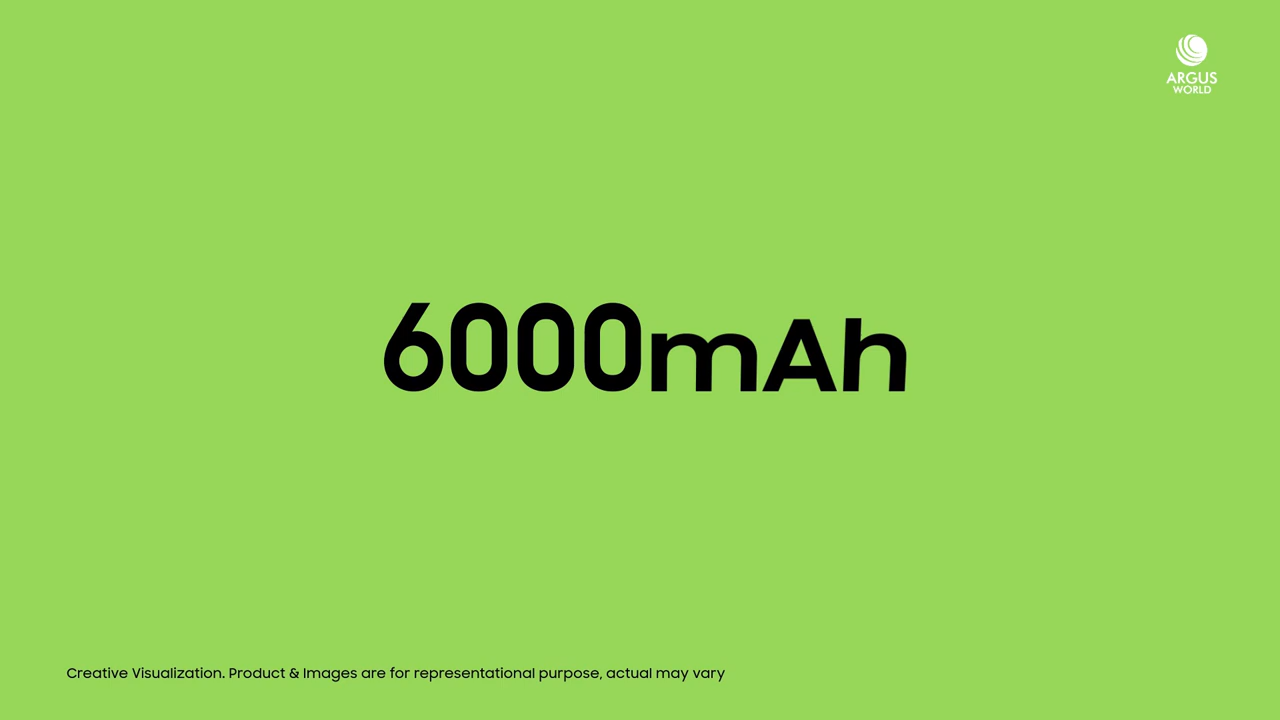 ARGUS
WORLD
6000mAh
Creative Visualization. Product & Images are for representational purpose, actual may vary